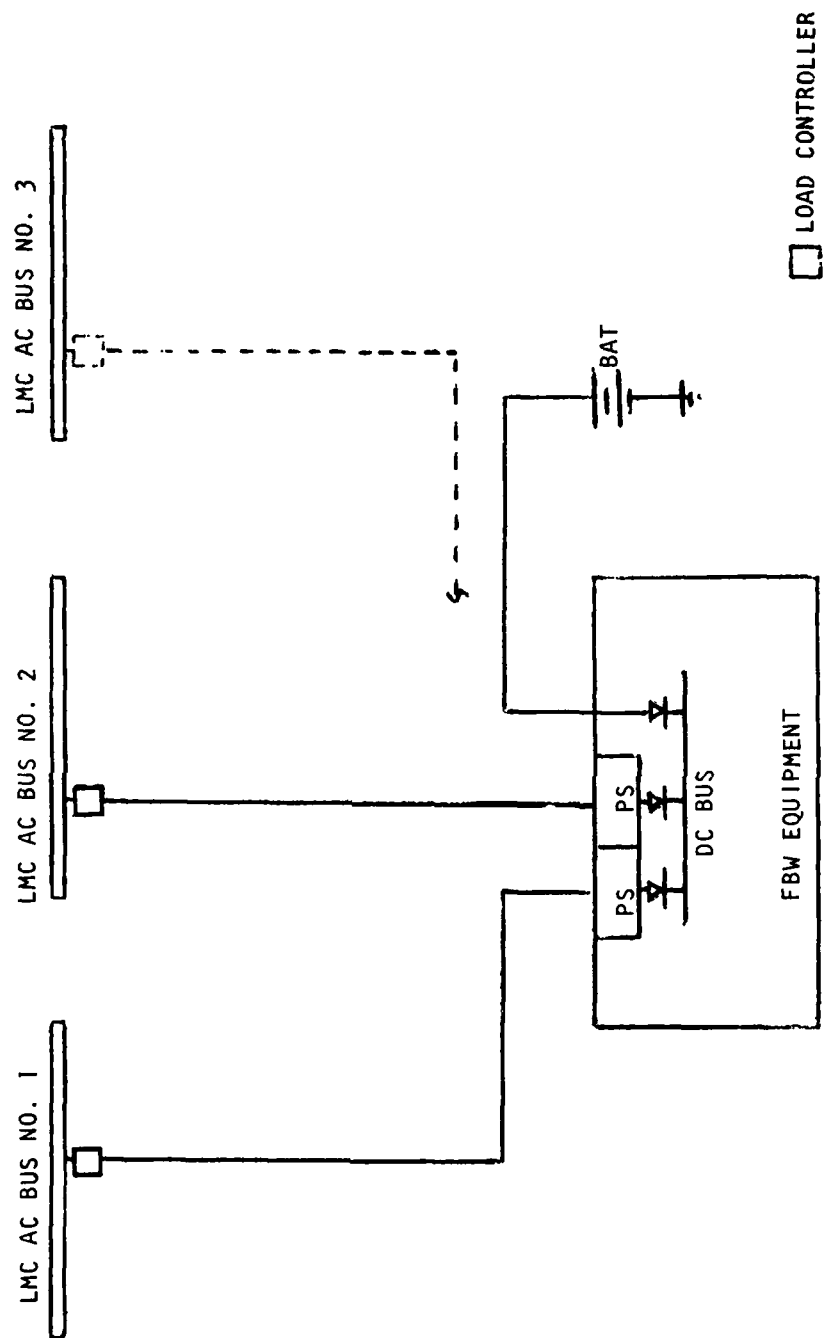 LMC AC BUS NO. 1
LMC AC BUS NO. 2
LMC AC BUS NO. 3
BAT
PS
PS
DC BUS
FBW EQUIPMENT
LOAD CONTROLLER